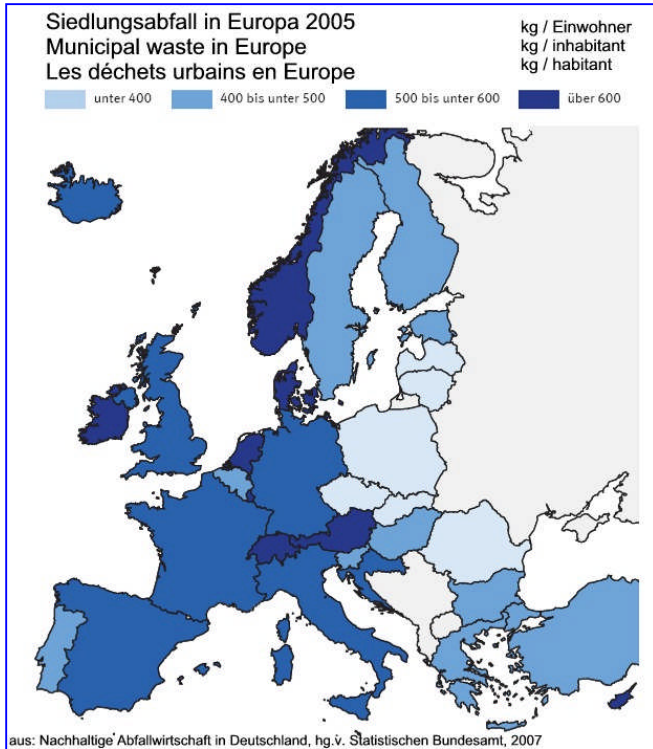 Siedlungsabfall in Europa 2005
Municipal waste in Europe
Les déchets urbains en Europe
kg / Einwohner
kg / inhabitant
kg / habitant
unter 400
400 bis unter 500
500 bis unter 600
über 600
aus: Nachhaltige Abfallwirtschaft in Deutschland, hg.v. Statistischen Bundesamt, 2007